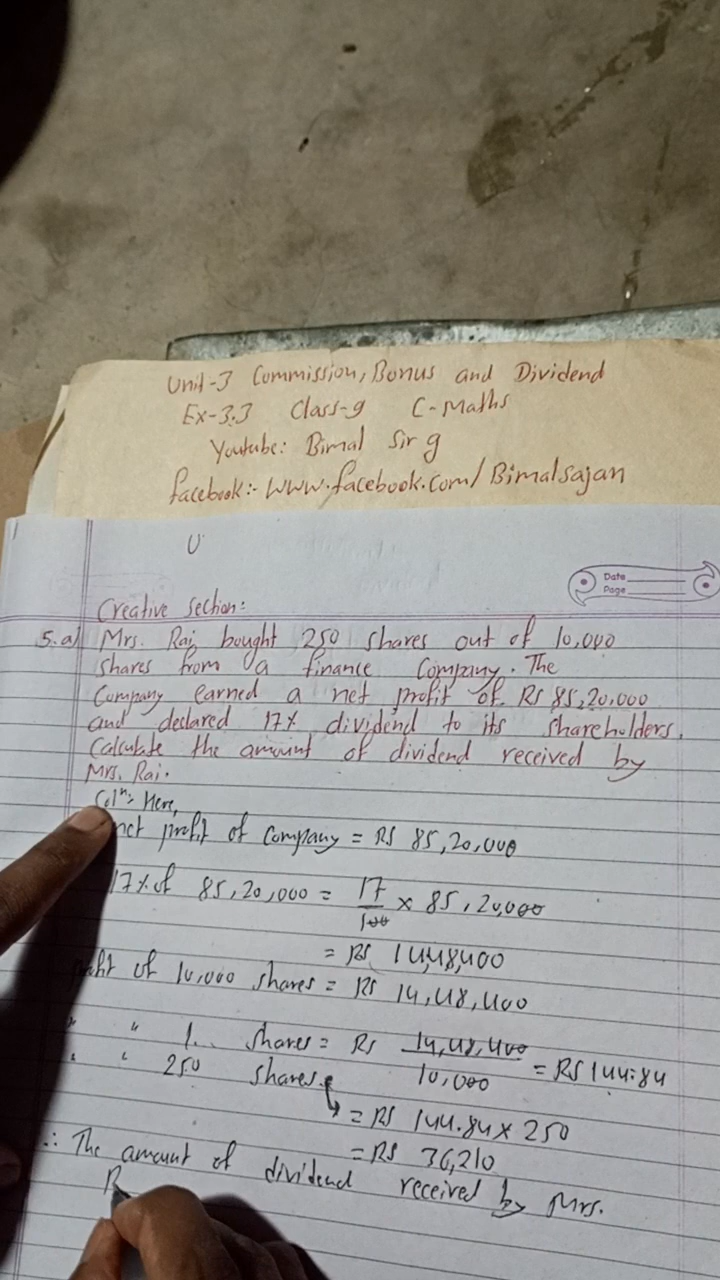 Unit-3 Commission, Bonus and Dividend
Ex-3.3 Class-9 C-Maths
Youtube: Bimal Sir g
facebook:- www.facebook.com/Bimalsajan
Date
Page
Creative Section:
5.a) Mrs. Rai bought 250 shares out of 10,000
shares from a finance Company. The
Company earned a net profit of RS 85,20,000
and declared 17% dividend to its shareholders.
Calculate the amount of dividend received by
Mrs. Rai.
Solⁿ: Here,
net profit of Company = RS 85,20,000
17% of 85,20,000 = 17/100 × 85,20,000
= RS 14,48,400
profit of 10,000 shares = RS 14,48,400
" " 1 shares = RS 14,48,400/10,000 = RS 144.84
" " 250 shares
= RS 144.84 × 250
= RS 36,210
∴ The amount of dividend received by Mrs.